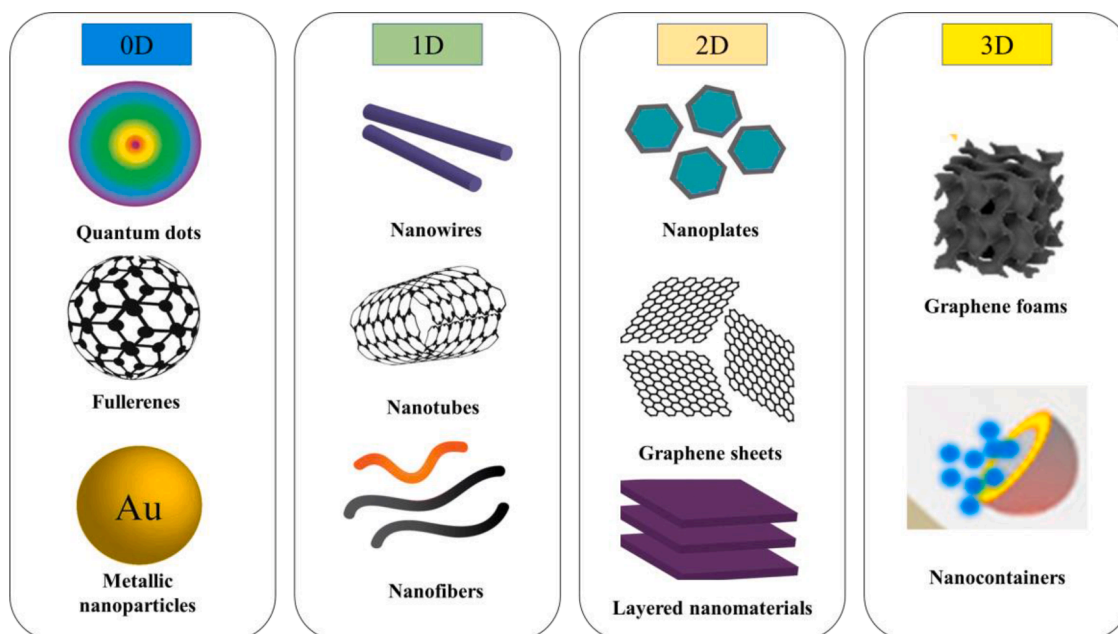 0D
Quantum dots
Fullerenes
Au
Metallic
nanoparticles
1D
Nanowires
Nanotubes
Nanofibers
2D
Nanoplates
Graphene sheets
Layered nanomaterials
3D
Graphene foams
Nanocontainers